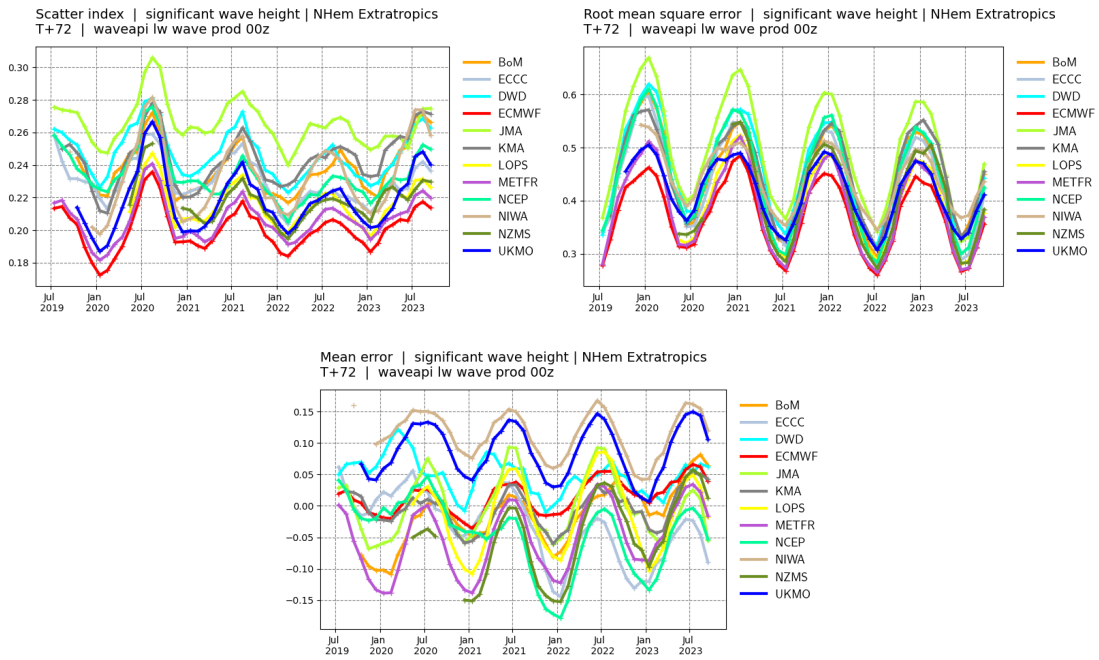 Scatter index | significant wave height | NHem Extratropics
T+72 | waveapi lw wave prod 00z
0.30
0.28
0.26
0.24
0.22
0.20
0.18
Jul 2019
Jan 2020
Jul 2020
Jan 2021
Jul 2021
Jan 2022
Jul 2022
Jan 2023
Jul 2023
BoM
ECCC
DWD
ECMWF
JMA
KMA
LOPS
METFR
NCEP
NIWA
NZMS
UKMO
Root mean square error | significant wave height | NHem Extratropics
T+72 | waveapi lw wave prod 00z
0.6
0.5
0.4
0.3
Jul 2019
Jan 2020
Jul 2020
Jan 2021
Jul 2021
Jan 2022
Jul 2022
Jan 2023
Jul 2023
BoM
ECCC
DWD
ECMWF
JMA
KMA
LOPS
METFR
NCEP
NIWA
NZMS
UKMO
Mean error | significant wave height | NHem Extratropics
T+72 | waveapi lw wave prod 00z
0.15
0.10
0.05
0.00
−0.05
−0.10
−0.15
Jul 2019
Jan 2020
Jul 2020
Jan 2021
Jul 2021
Jan 2022
Jul 2022
Jan 2023
Jul 2023
BoM
ECCC
DWD
ECMWF
JMA
KMA
LOPS
METFR
NCEP
NIWA
NZMS
UKMO